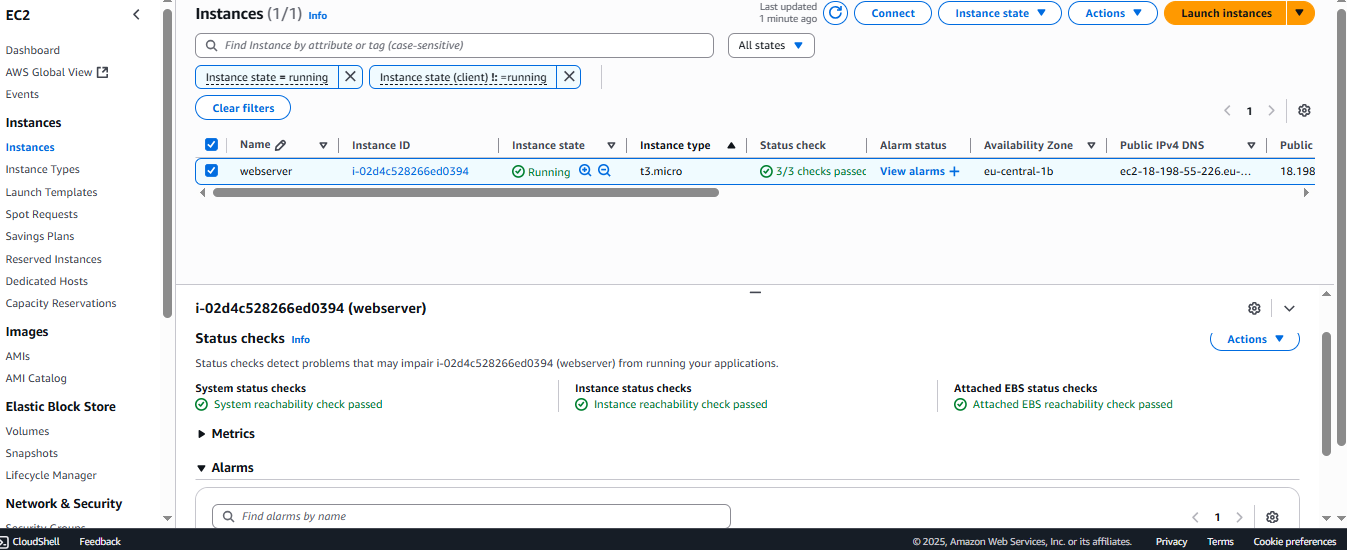 EC2
Dashboard
AWS Global View
Events
Instances
Instances
Instance Types
Launch Templates
Spot Requests
Savings Plans
Reserved Instances
Dedicated Hosts
Capacity Reservations
Images
AMIs
AMI Catalog
Elastic Block Store
Volumes
Snapshots
Lifecycle Manager
Network & Security
Security Groups
Instances (1/1) Info
Last updated
1 minute ago
Connect
Instance state
Actions
Launch instances
Find Instance by attribute or tag (case-sensitive)
All states
Instance state = running
Instance state (client) !: =running
Clear filters
1
Name Instance ID Instance state Instance type Status check Alarm status Availability Zone Public IPv4 DNS Public
webserver i-02d4c528266ed0394 Running t3.micro 3/3 checks passed View alarms + eu-central-1b ec2-18-198-55-226.eu-... 18.198
i-02d4c528266ed0394 (webserver)
Status checks Info
Actions
Status checks detect problems that may impair i-02d4c528266ed0394 (webserver) from running your applications.
System status checks
System reachability check passed
Instance status checks
Instance reachability check passed
Attached EBS status checks
Attached EBS reachability check passed
Metrics
Alarms
Find alarms by name
1
CloudShell Feedback © 2025, Amazon Web Services, Inc. or its affiliates. Privacy Terms Cookie preferences